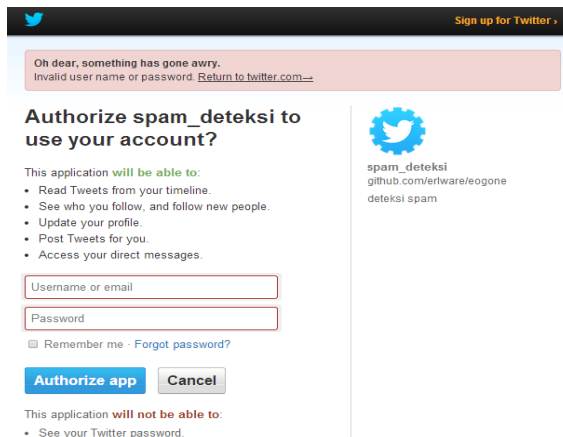 Sign up for Twitter ›
Oh dear, something has gone awry.
Invalid user name or password. Return to twitter.com→
Authorize spam_deteksi to
use your account?
This application will be able to:
• Read Tweets from your timeline.
• See who you follow, and follow new people.
• Update your profile.
• Post Tweets for you.
• Access your direct messages.
Username or email
Password
Remember me · Forgot password?
Authorize app
Cancel
This application will not be able to:
• See your Twitter password.
spam_deteksi
github.com/erlware/eogone
deteksi spam